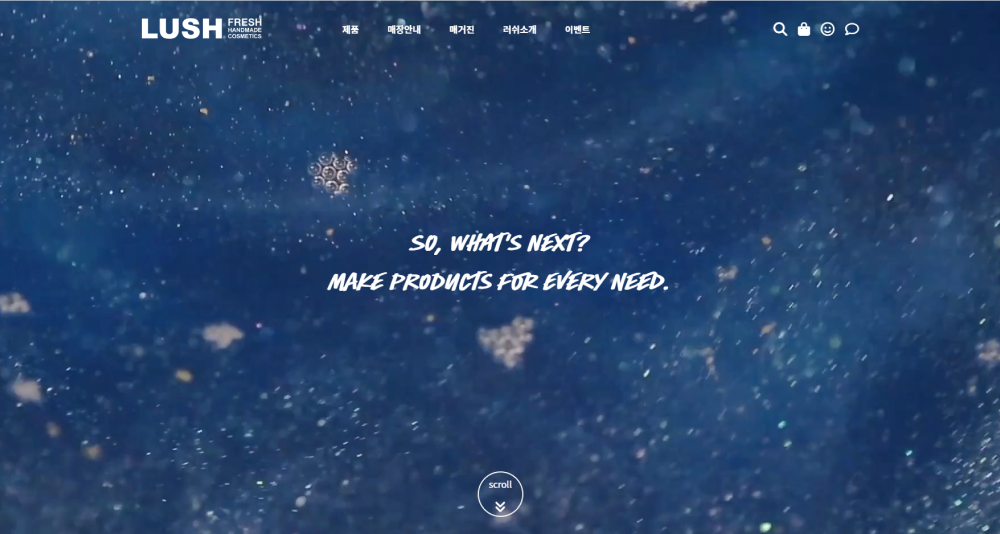 LUSH FRESH
HANDMADE
COSMETICS
제품 매장안내 매거진 러쉬소개 이벤트
SO, WHAT'S NEXT?
MAKE PRODUCTS FOR EVERY NEED.
scroll